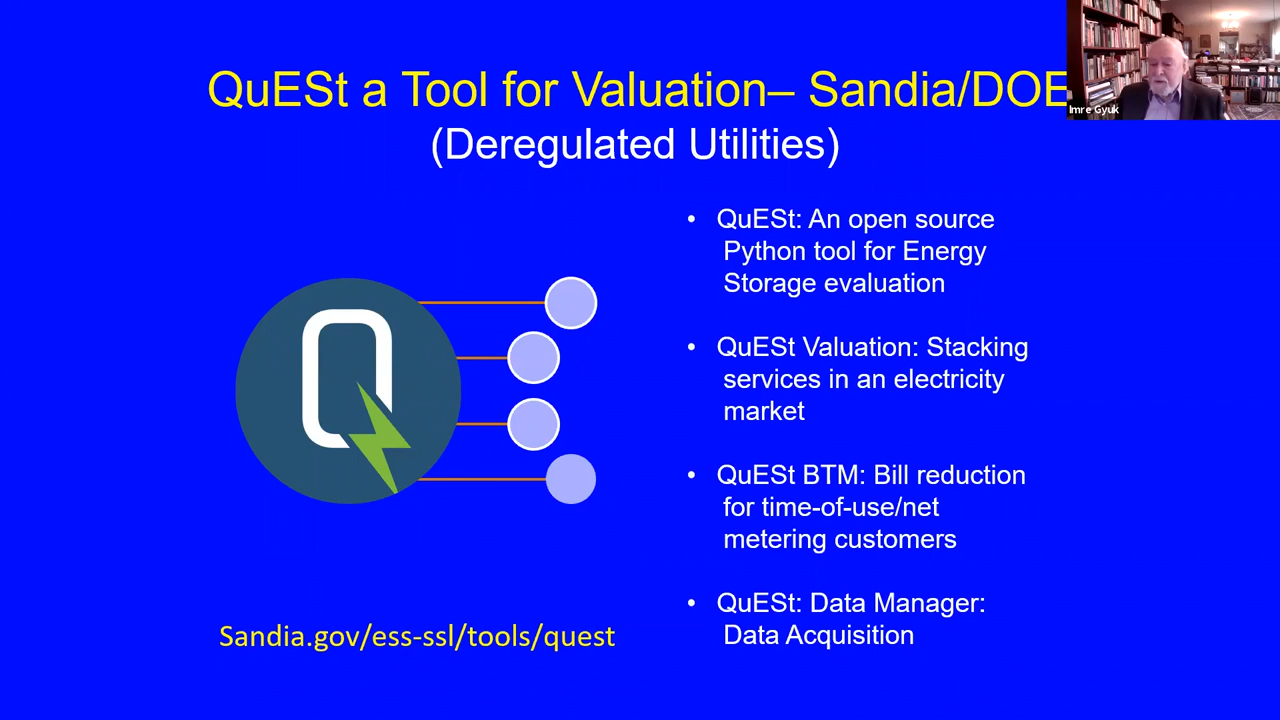 QuESt a Tool for Valuation– Sandia/DOE
(Deregulated Utilities)
Imre Gyuk
• QuESt: An open source
Python tool for Energy
Storage evaluation
• QuESt Valuation: Stacking
services in an electricity
market
• QuESt BTM: Bill reduction
for time-of-use/net
metering customers
• QuESt: Data Manager:
Data Acquisition
Q
Sandia.gov/ess-ssl/tools/quest